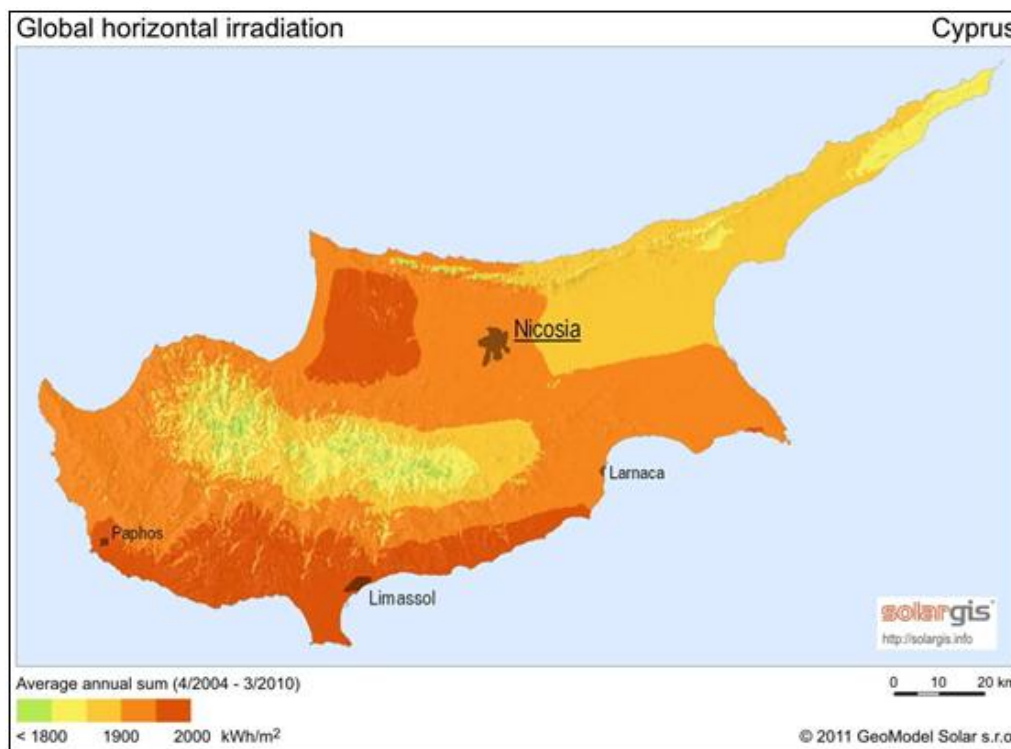 Global horizontal irradiation Cyprus
Nicosia
Larnaca
Paphos
Limassol
solargis
http://solargis.info
Average annual sum (4/2004 - 3/2010)
0 10 20 km
< 1800 1900 2000 kWh/m²
© 2011 GeoModel Solar s.r.o